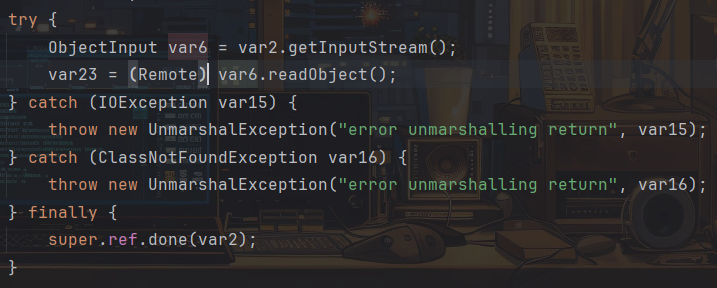 try {
    ObjectInput var6 = var2.getInputStream();
    var23 = (Remote) var6.readObject();
} catch (IOException var15) {
    throw new UnmarshalException("error unmarshalling return", var15);
} catch (ClassNotFoundException var16) {
    throw new UnmarshalException("error unmarshalling return", var16);
} finally {
    super.ref.done(var2);
}